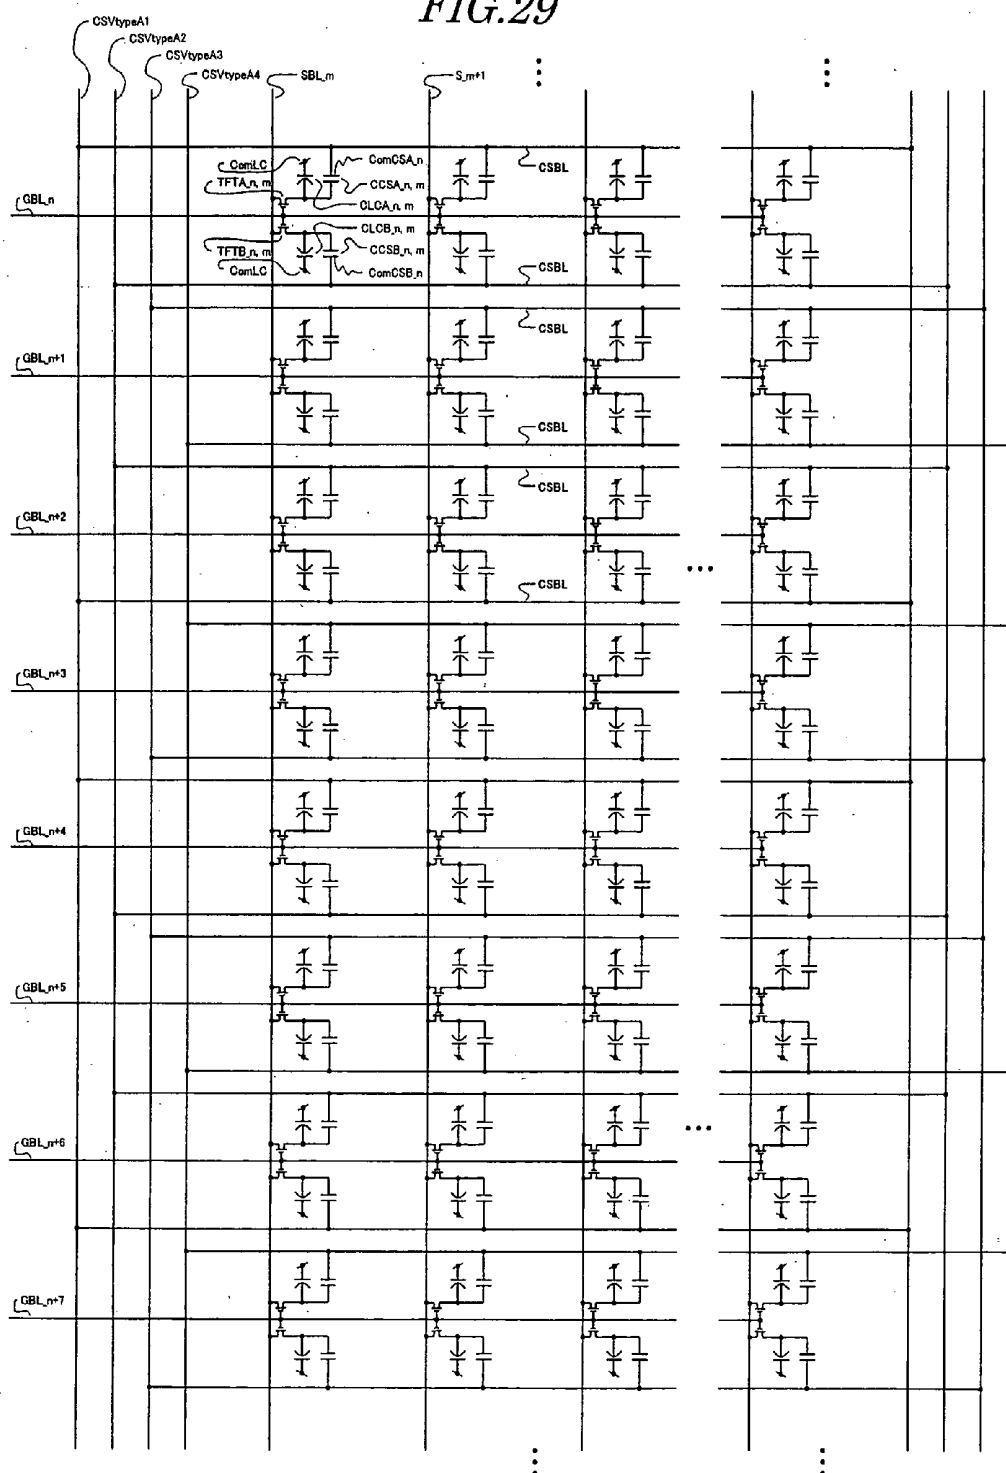 FIG.29
CSVtypeA1
CSVtypeA2
CSVtypeA3
CSVtypeA4
SBL_m
S_m+1
ComLC
ComCSA_n
CSBL
TFTA_n, m
CCSA_n, m
GBL_n
CLCA_n, m
CLCB_n, m
TFTB_n, m
CCSB_n, m
ComLC
ComCSB_n
CSBL
CSBL
GBL_n+1
CSBL
CSBL
GBL_n+2
CSBL
GBL_n+3
GBL_n+4
GBL_n+5
GBL_n+6
GBL_n+7